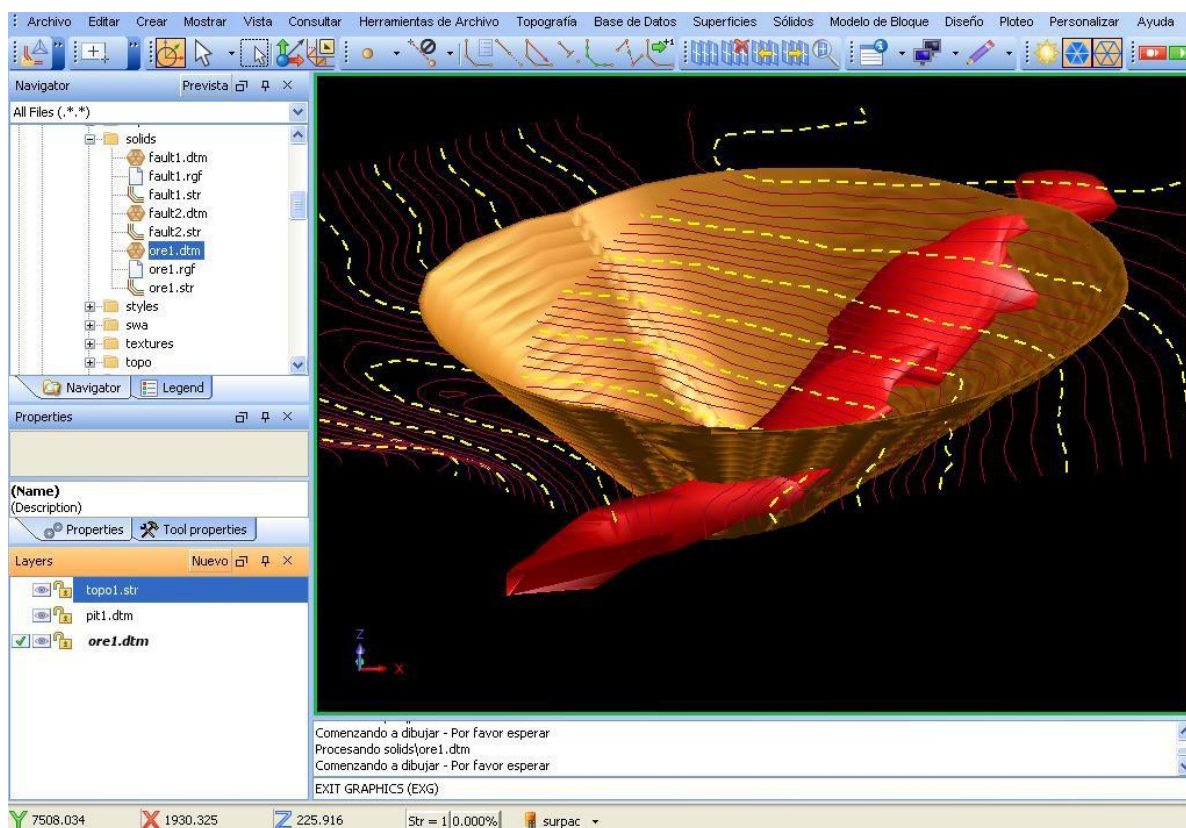 Archivo Editar Crear Mostrar Vista Consultar Herramientas de Archivo Topografía Base de Datos Superficies Sólidos Modelo de Bloque Diseño Ploteo Personalizar Ayuda
Navigator Prevista
All Files (.*.*)
solids
fault1.dtm
fault1.rgf
fault1.str
fault2.dtm
fault2.str
ore1.dtm
ore1.rgf
ore1.str
styles
swa
textures
topo
Navigator Legend
Properties
(Name)
(Description)
Properties Tool properties
Layers Nuevo
topo1.str
pit1.dtm
ore1.dtm
Z
X
Comenzando a dibujar - Por favor esperar
Procesando solids\ore1.dtm
Comenzando a dibujar - Por favor esperar
EXIT GRAPHICS (EXG)
Y 7508.034 X 1930.325 Z 225.916 Str = 1 0.000% surpac